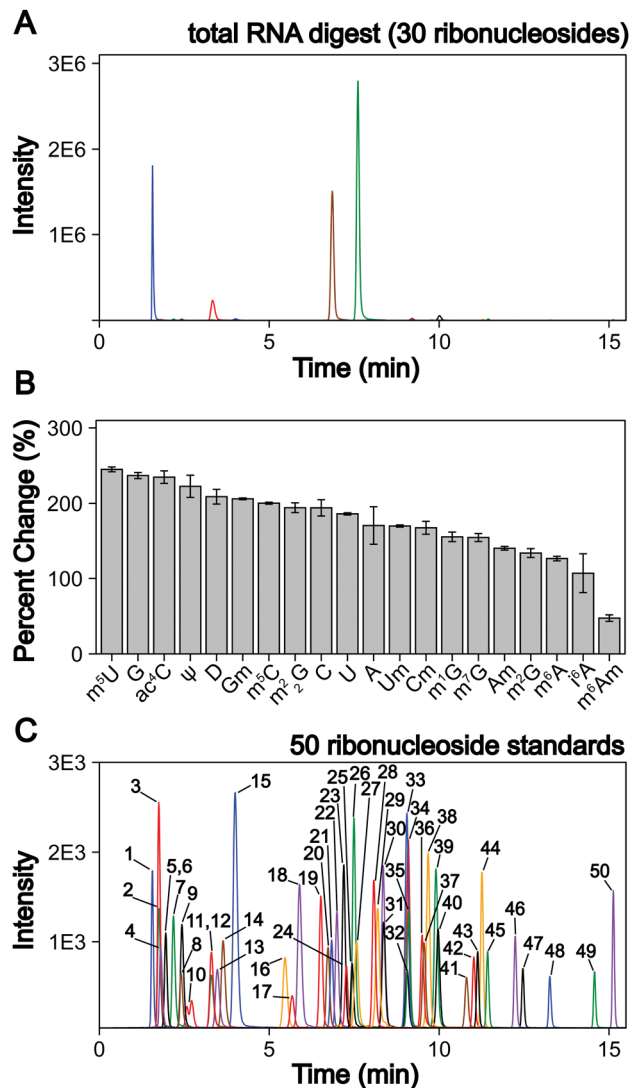 A
total RNA digest (30 ribonucleosides)
3E6
2E6
1E6
Intensity
0 5 10 15
Time (min)
B
300
200
100
0
Percent Change (%)
m⁵U G ac⁴C Ψ D Gm m⁵C m²₂G C U A Um Cm m¹G m⁷G Am m²G m⁶A i⁶A m⁶Am
C
50 ribonucleoside standards
3E3
2E3
1E3
Intensity
1 2 3 4 5,6 7 8 9 10 11,12 13 14 15 16 17 18 19 20 21 22 23 24 25 26 27 28 29 30 31 32 33 34 35 36 37 38 39 40 41 42 43 44 45 46 47 48 49 50
0 5 10 15
Time (min)